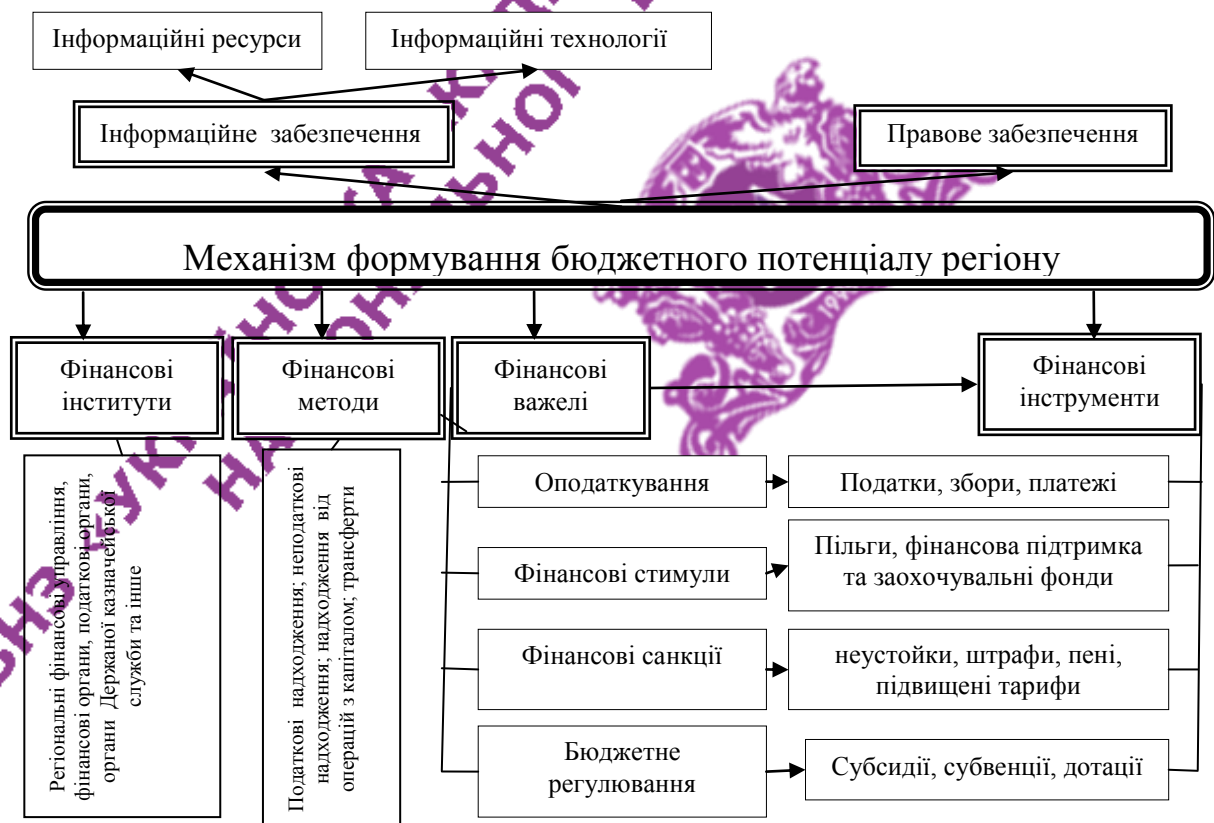 Інформаційні ресурси
Інформаційні технології
Інформаційне забезпечення
Правове забезпечення
Механізм формування бюджетного потенціалу регіону
Фінансові
інститути
Фінансові
методи
Фінансові
важелі
Фінансові
інструменти
Регіональні фінансові управління,
фінансові органи, податкові органи,
органи Держаної казначейської
служби та інше
Податкові надходження; неподаткові
надходження; надходження від
операцій з капіталом; трансферти
Оподаткування
Податки, збори, платежі
Фінансові стимули
Пільги, фінансова підтримка
та заохочувальні фонди
Фінансові санкції
неустойки, штрафи, пені,
підвищені тарифи
Бюджетне
регулювання
Субсидії, субвенції, дотації